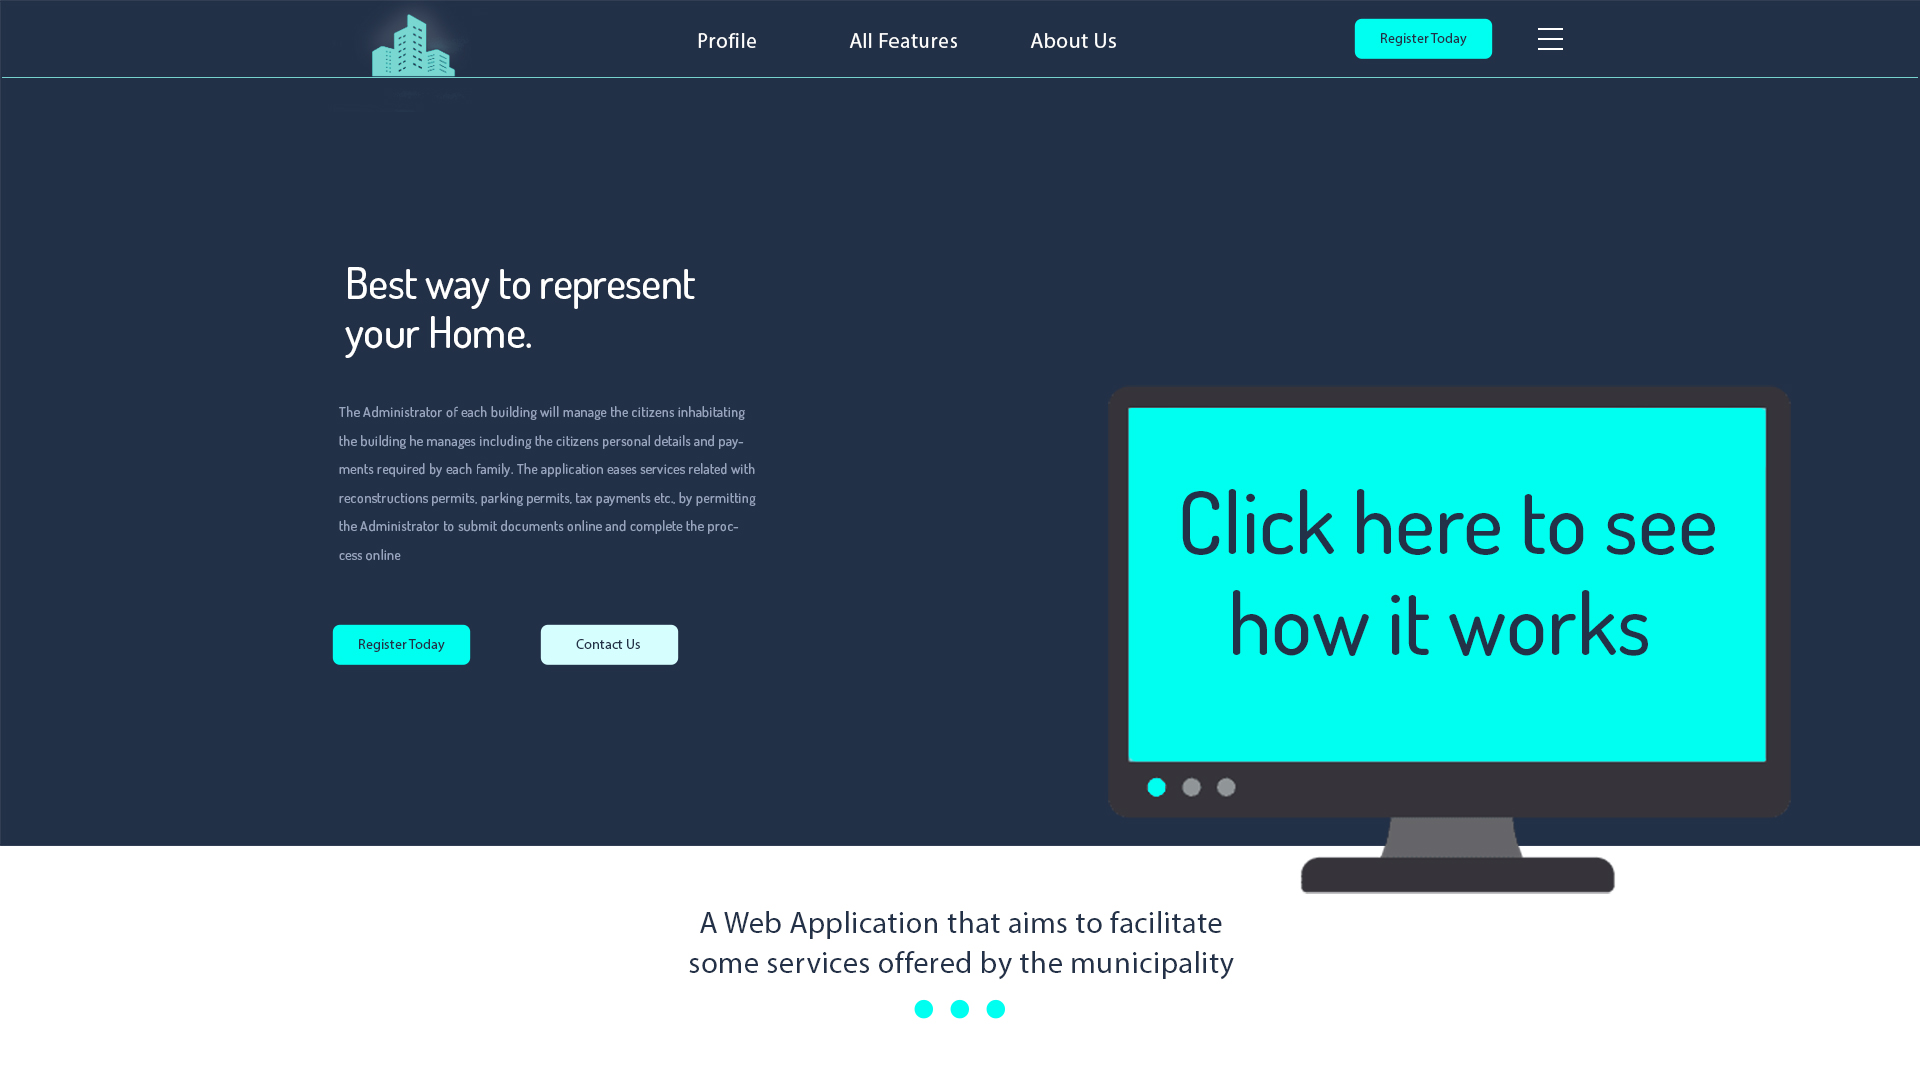 Profile
All Features
About Us
Register Today
Best way to represent
your Home.
The Administrator of each building will manage the citizens inhabitating
the building he manages including the citizens personal details and pay-
ments required by each family. The application eases services related with
reconstructions permits, parking permits, tax payments etc., by permitting
the Administrator to submit documents online and complete the proc-
cess online
Register Today
Contact Us
Click here to see
how it works
A Web Application that aims to facilitate
some services offered by the municipality